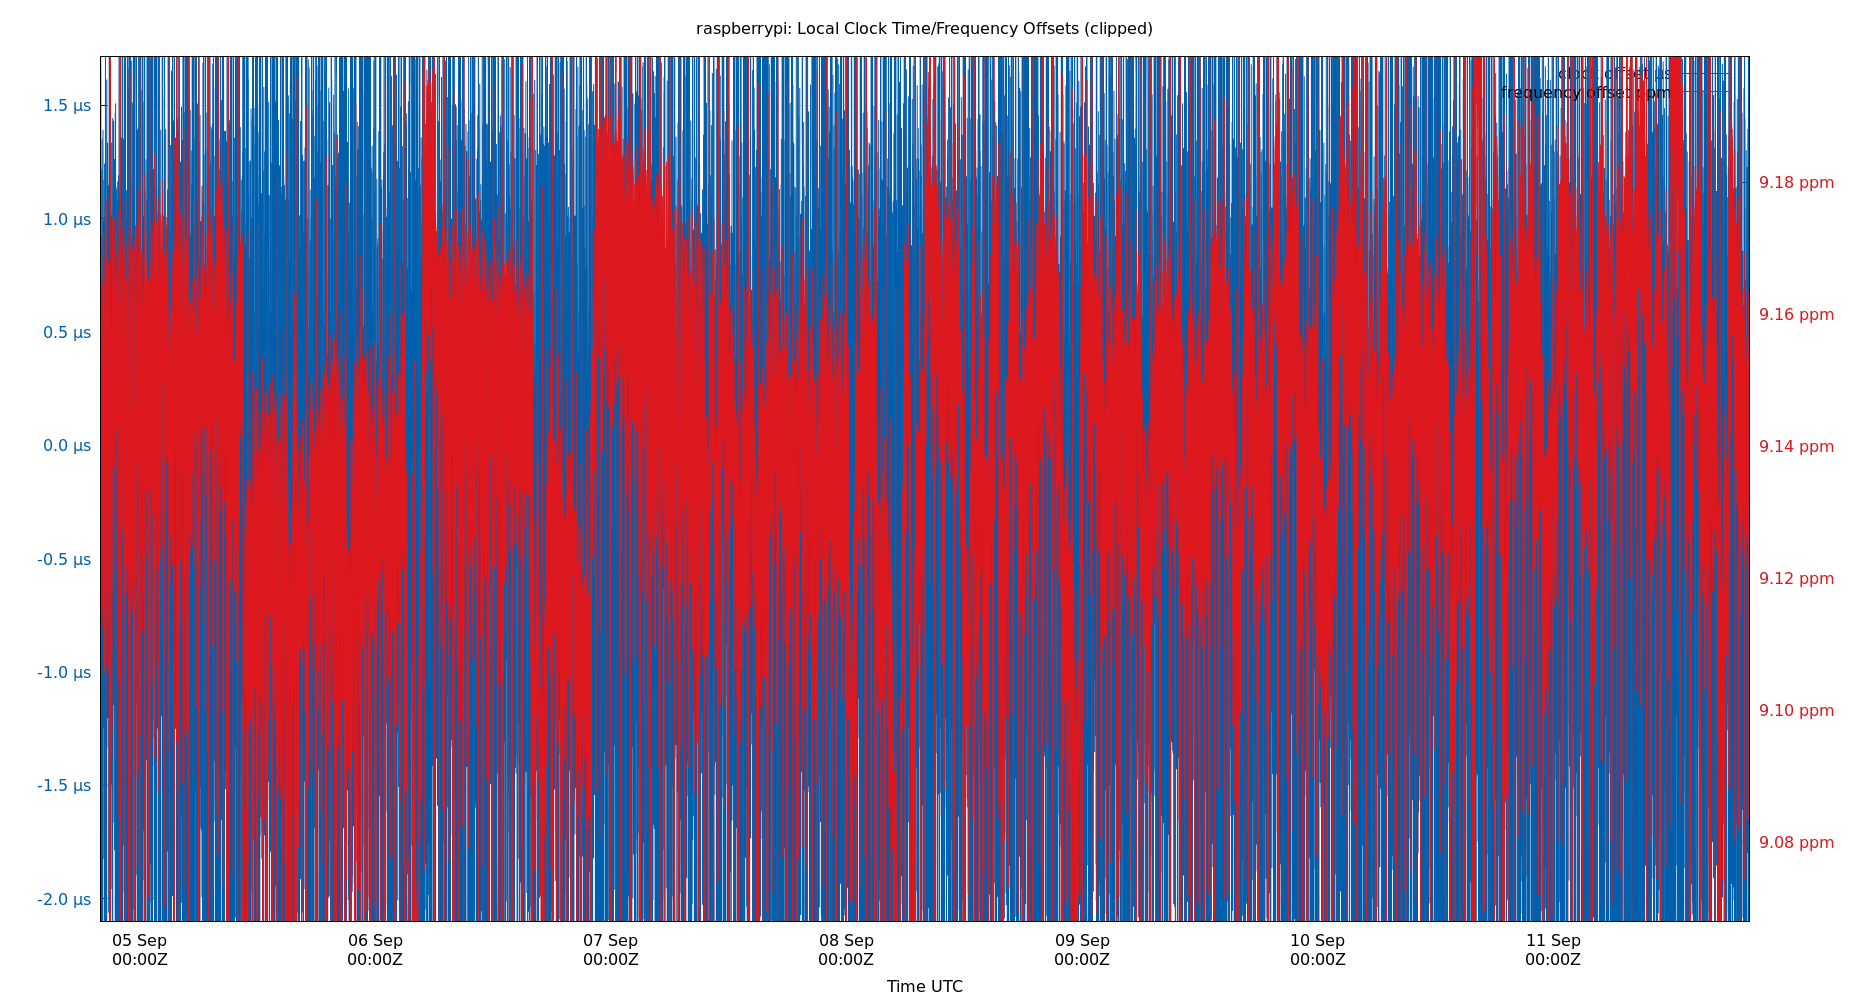 raspberrypi: Local Clock Time/Frequency Offsets (clipped)
clock offset µs
frequency offset ppm
1.5 µs
1.0 µs
0.5 µs
0.0 µs
-0.5 µs
-1.0 µs
-1.5 µs
-2.0 µs
9.18 ppm
9.16 ppm
9.14 ppm
9.12 ppm
9.10 ppm
9.08 ppm
05 Sep
00:00Z
06 Sep
00:00Z
07 Sep
00:00Z
08 Sep
00:00Z
09 Sep
00:00Z
10 Sep
00:00Z
11 Sep
00:00Z
Time UTC